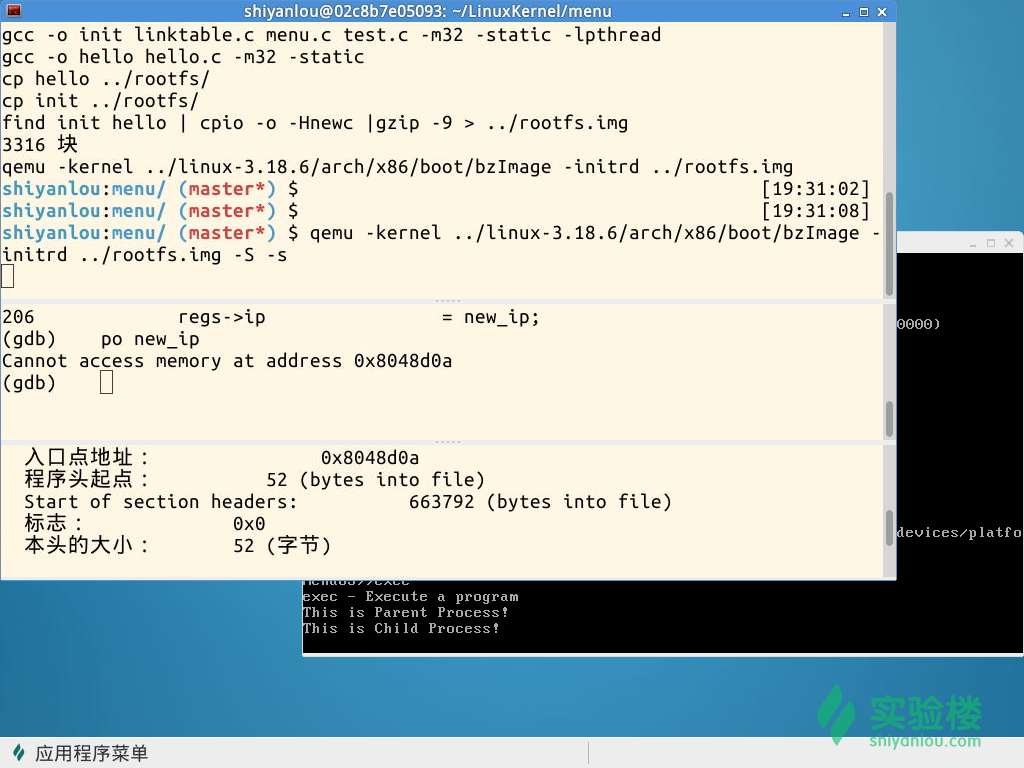 shiyanlou@02c8b7e05093: ~/LinuxKernel/menu
gcc -o init linktable.c menu.c test.c -m32 -static -lpthread
gcc -o hello hello.c -m32 -static
cp hello ../rootfs/
cp init ../rootfs/
find init hello | cpio -o -Hnewc |gzip -9 > ../rootfs.img
3316 块
qemu -kernel ../linux-3.18.6/arch/x86/boot/bzImage -initrd ../rootfs.img
shiyanlou:menu/ (master*) $ [19:31:02]
shiyanlou:menu/ (master*) $ [19:31:08]
shiyanlou:menu/ (master*) $ qemu -kernel ../linux-3.18.6/arch/x86/boot/bzImage -
initrd ../rootfs.img -S -s
206 regs->ip = new_ip;
(gdb) po new_ip
Cannot access memory at address 0x8048d0a
(gdb)
入口点地址： 0x8048d0a
程序头起点： 52 (bytes into file)
Start of section headers: 663792 (bytes into file)
标志： 0x0
本头的大小： 52 (字节)
0000)
devices/platfo
MenuOS>>exec
exec - Execute a program
This is Parent Process!
This is Child Process!
实验楼
shiyanlou.com
应用程序菜单